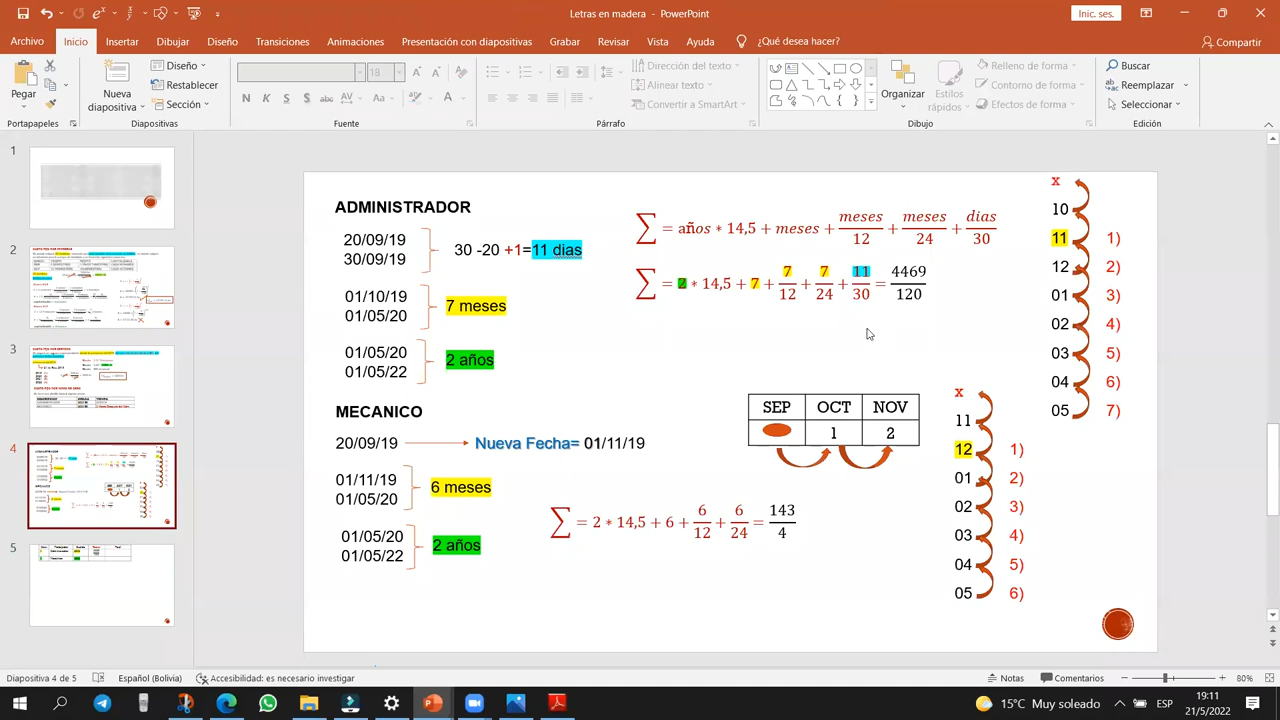 Letras en madera - PowerPoint
Inic. ses.
Archivo Inicio Insertar Dibujar Diseño Transiciones Animaciones Presentación con diapositivas Grabar Revisar Vista Ayuda ¿Qué desea hacer? Compartir
Pegar
Nueva diapositiva
Diseño
Restablecer
Sección
18
N K S S abc AV Aa A
Dirección del texto
Alinear texto
Convertir a SmartArt
Organizar
Estilos rápidos
Relleno de forma
Contorno de forma
Efectos de forma
Buscar
Reemplazar
Seleccionar
Portapapeles Diapositivas Fuente Párrafo Dibujo Edición
1
2
3
4
5
ADMINISTRADOR
20/09/19
30/09/19
30 -20 +1=11 dias
01/10/19
01/05/20
7 meses
01/05/20
01/05/22
2 años
∑ = años * 14,5 + meses + meses/12 + meses/24 + dias/30
∑ = 2 * 14,5 + 7 + 7/12 + 7/24 + 11/30 = 4469/120
x
10
11 1)
12 2)
01 3)
02 4)
03 5)
04 6)
05 7)
MECANICO
20/09/19 Nueva Fecha= 01/11/19
01/11/19
01/05/20
6 meses
01/05/20
01/05/22
2 años
SEP OCT NOV
1 2
∑ = 2 * 14,5 + 6 + 6/12 + 6/24 = 143/4
x
11
12 1)
01 2)
02 3)
03 4)
04 5)
05 6)
Diapositiva 4 de 5 Español (Bolivia) Accesibilidad: es necesario investigar Notas Comentarios 80%
15°C Muy soleado ESP 19:11
21/5/2022